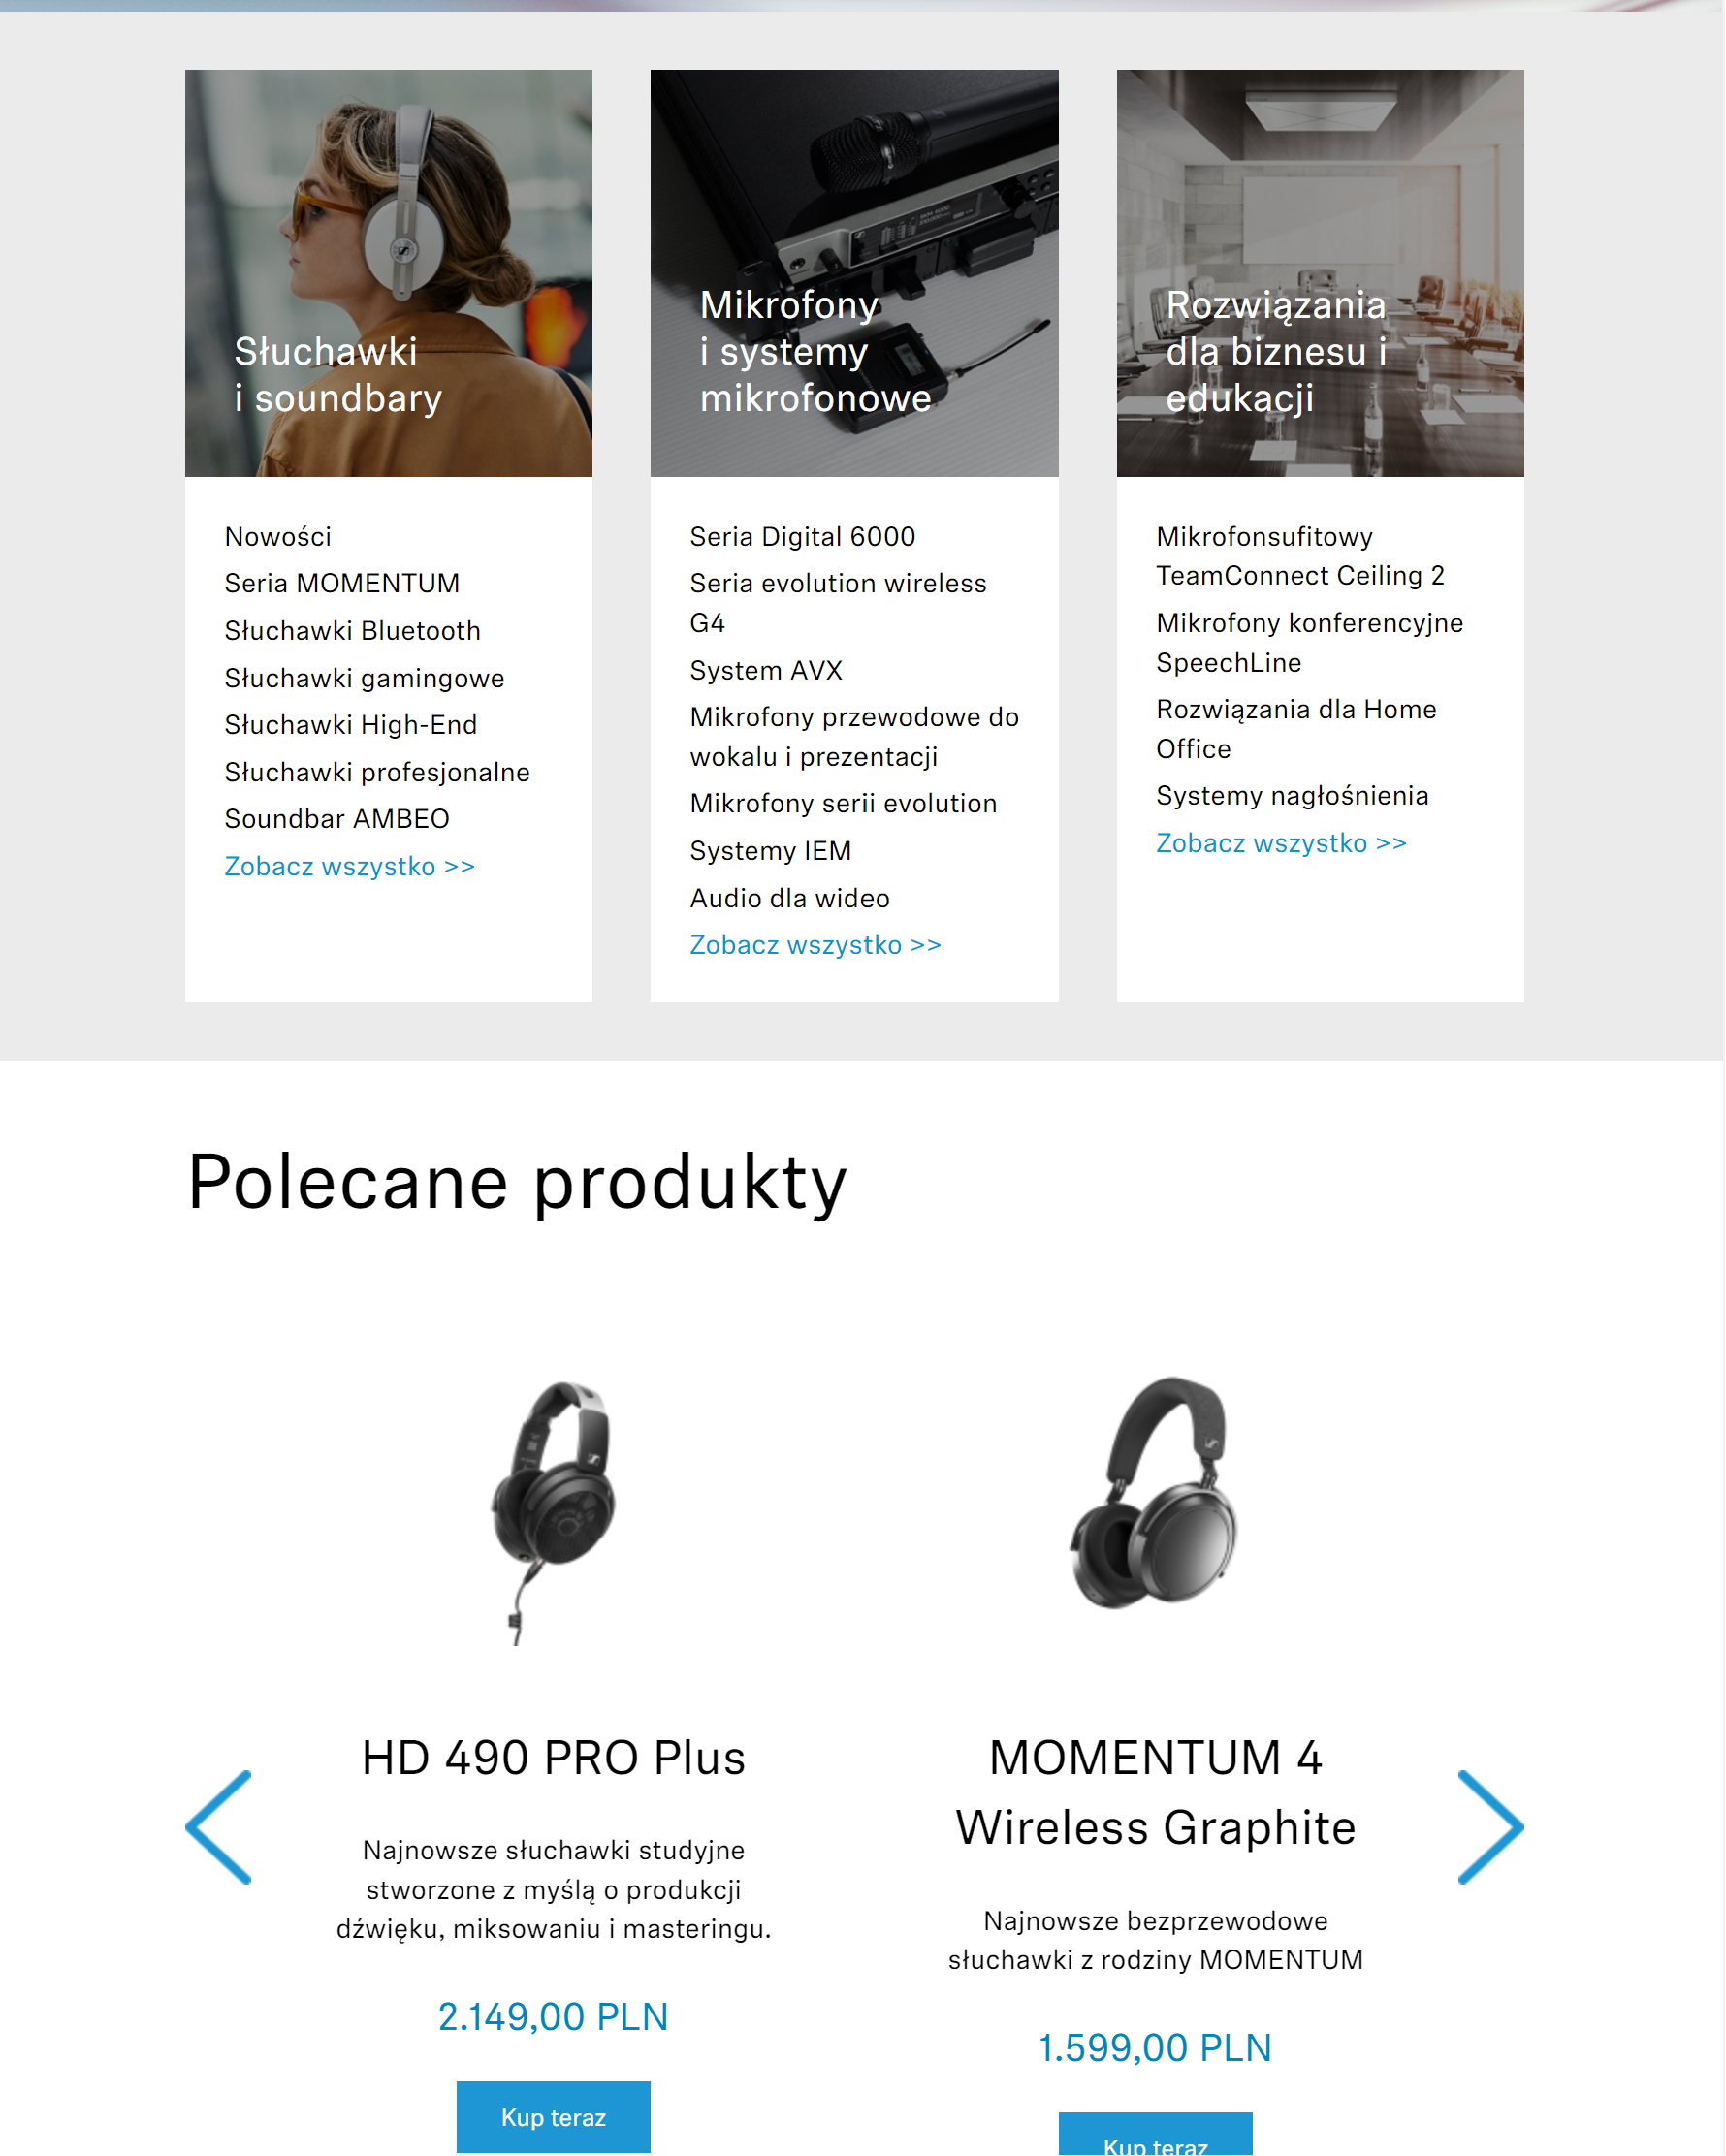 Słuchawki
i soundbary
Nowości
Seria MOMENTUM
Słuchawki Bluetooth
Słuchawki gamingowe
Słuchawki High-End
Słuchawki profesjonalne
Soundbar AMBEO
Zobacz wszystko >>
Mikrofony
i systemy
mikrofonowe
Seria Digital 6000
Seria evolution wireless
G4
System AVX
Mikrofony przewodowe do
wokalu i prezentacji
Mikrofony serii evolution
Systemy IEM
Audio dla wideo
Zobacz wszystko >>
Rozwiązania
dla biznesu i
edukacji
Mikrofonsufitowy
TeamConnect Ceiling 2
Mikrofony konferencyjne
SpeechLine
Rozwiązania dla Home
Office
Systemy nagłośnienia
Zobacz wszystko >>
Polecane produkty
HD 490 PRO Plus
Najnowsze słuchawki studyjne
stworzone z myślą o produkcji
dźwięku, miksowaniu i masteringu.
2.149,00 PLN
Kup teraz
MOMENTUM 4
Wireless Graphite
Najnowsze bezprzewodowe
słuchawki z rodziny MOMENTUM
1.599,00 PLN
Kup teraz